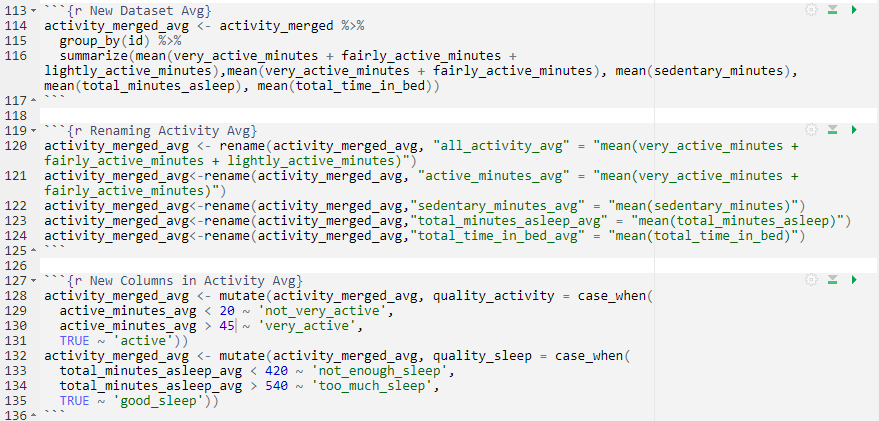 113 ```{r New Dataset Avg}
114 activity_merged_avg <- activity_merged %>%
115   group_by(id) %>%
116   summarize(mean(very_active_minutes + fairly_active_minutes +
lightly_active_minutes),mean(very_active_minutes + fairly_active_minutes), mean(sedentary_minutes),
mean(total_minutes_asleep), mean(total_time_in_bed))
117 ```
118
119 ```{r Renaming Activity Avg}
120 activity_merged_avg <- rename(activity_merged_avg, "all_activity_avg" = "mean(very_active_minutes +
fairly_active_minutes + lightly_active_minutes)")
121 activity_merged_avg<-rename(activity_merged_avg, "active_minutes_avg" = "mean(very_active_minutes +
fairly_active_minutes)")
122 activity_merged_avg<-rename(activity_merged_avg,"sedentary_minutes_avg" = "mean(sedentary_minutes)")
123 activity_merged_avg<-rename(activity_merged_avg,"total_minutes_asleep_avg" = "mean(total_minutes_asleep)")
124 activity_merged_avg<-rename(activity_merged_avg,"total_time_in_bed_avg" = "mean(total_time_in_bed)")
125 ```
126
127 ```{r New Columns in Activity Avg}
128 activity_merged_avg <- mutate(activity_merged_avg, quality_activity = case_when(
129   active_minutes_avg < 20 ~ 'not_very_active',
130   active_minutes_avg > 45 ~ 'very_active',
131   TRUE ~ 'active'))
132 activity_merged_avg <- mutate(activity_merged_avg, quality_sleep = case_when(
133   total_minutes_asleep_avg < 420 ~ 'not_enough_sleep',
134   total_minutes_asleep_avg > 540 ~ 'too_much_sleep',
135   TRUE ~ 'good_sleep'))
136 ```